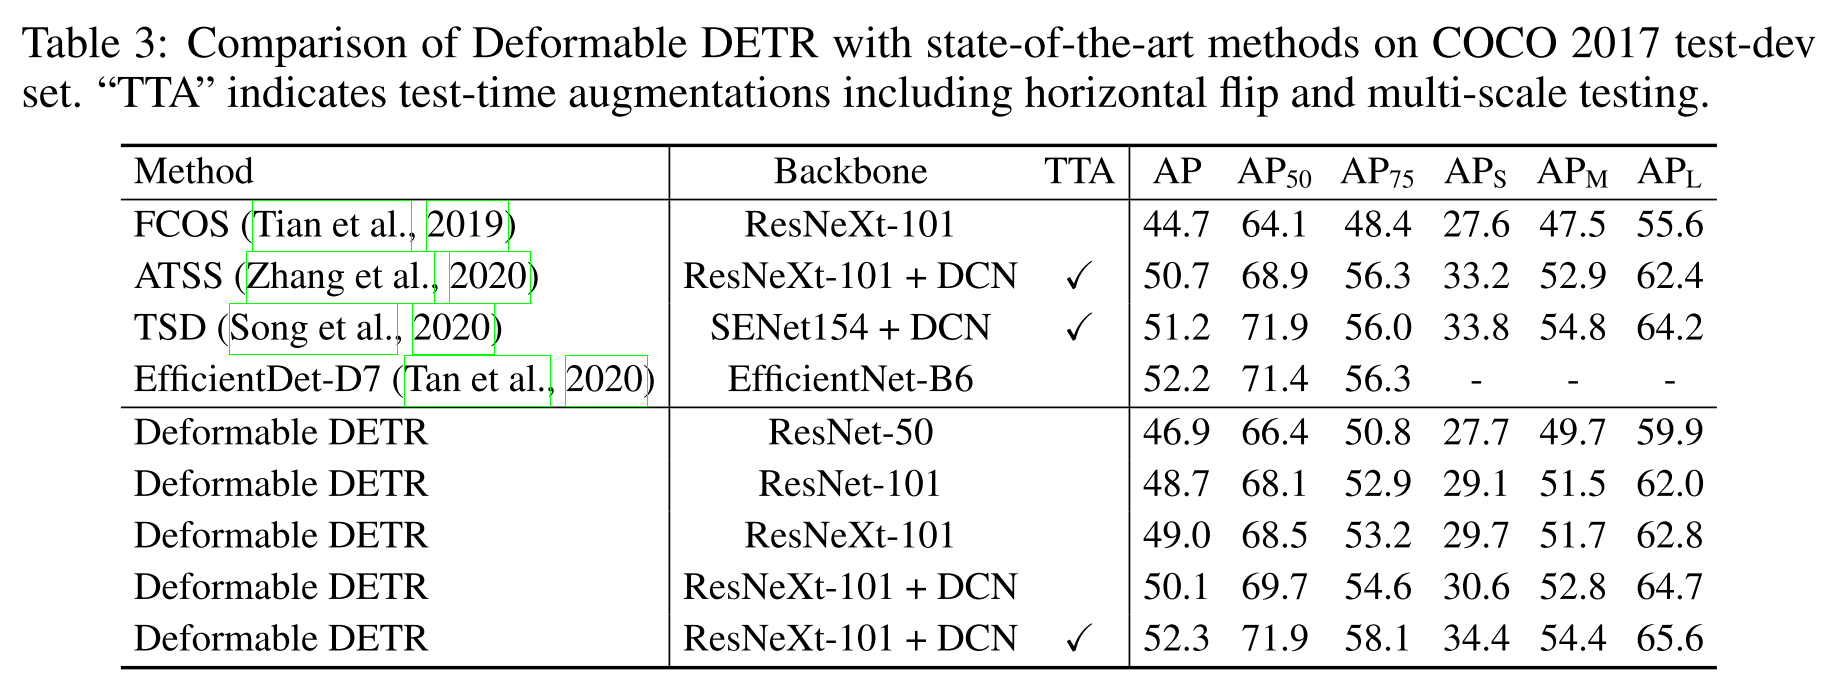 Table 3: Comparison of Deformable DETR with state-of-the-art methods on COCO 2017 test-dev
set. “TTA” indicates test-time augmentations including horizontal flip and multi-scale testing.
Method Backbone TTA AP AP50 AP75 APS APM APL
FCOS (Tian et al., 2019) ResNeXt-101 44.7 64.1 48.4 27.6 47.5 55.6
ATSS (Zhang et al., 2020) ResNeXt-101 + DCN ✓ 50.7 68.9 56.3 33.2 52.9 62.4
TSD (Song et al., 2020) SENet154 + DCN ✓ 51.2 71.9 56.0 33.8 54.8 64.2
EfficientDet-D7 (Tan et al., 2020) EfficientNet-B6 52.2 71.4 56.3 - - -
Deformable DETR ResNet-50 46.9 66.4 50.8 27.7 49.7 59.9
Deformable DETR ResNet-101 48.7 68.1 52.9 29.1 51.5 62.0
Deformable DETR ResNeXt-101 49.0 68.5 53.2 29.7 51.7 62.8
Deformable DETR ResNeXt-101 + DCN 50.1 69.7 54.6 30.6 52.8 64.7
Deformable DETR ResNeXt-101 + DCN ✓ 52.3 71.9 58.1 34.4 54.4 65.6